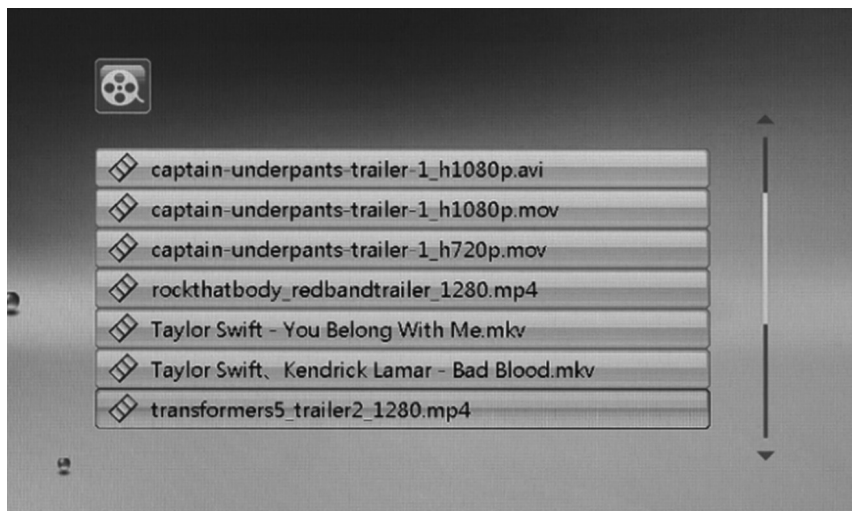 captain-underpants-trailer-1_h1080p.avi
captain-underpants-trailer-1_h1080p.mov
captain-underpants-trailer-1_h720p.mov
rockthatbody_redbandtrailer_1280.mp4
Taylor Swift - You Belong With Me.mkv
Taylor Swift、Kendrick Lamar - Bad Blood.mkv
transformers5_trailer2_1280.mp4